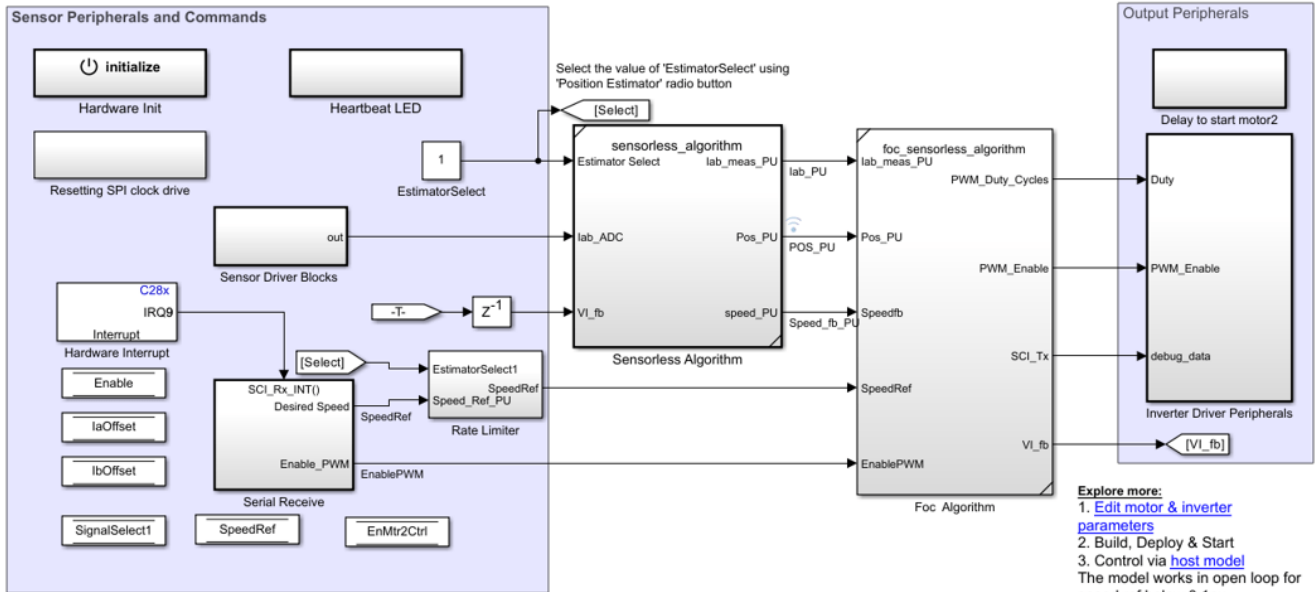 Sensor Peripherals and Commands
initialize
Hardware Init
Heartbeat LED
Resetting SPI clock drive
1
EstimatorSelect
out
Sensor Driver Blocks
C28x
IRQ9
Interrupt
Hardware Interrupt
-T-
Z-1
[Select]
EstimatorSelect1
SpeedRef
Speed_Ref_PU
Rate Limiter
SCI_Rx_INT()
Desired Speed
SpeedRef
Enable_PWM
EnablePWM
Serial Receive
Enable
IaOffset
IbOffset
SignalSelect1
SpeedRef
EnMtr2Ctrl
Select the value of 'EstimatorSelect' using
'Position Estimator' radio button
[Select]
sensorless_algorithm
Estimator Select
Iab_meas_PU
Iab_ADC
Pos_PU
VI_fb
speed_PU
Sensorless Algorithm
Iab_PU
POS_PU
Speed_fb_PU
foc_sensorless_algorithm
Iab_meas_PU
PWM_Duty_Cycles
Pos_PU
PWM_Enable
Speedfb
SCI_Tx
SpeedRef
VI_fb
EnablePWM
Foc Algorithm
Output Peripherals
Delay to start motor2
Duty
PWM_Enable
debug_data
Inverter Driver Peripherals
[VI_fb]
Explore more:
1. Edit motor & inverter
parameters
2. Build, Deploy & Start
3. Control via host model
The model works in open loop for